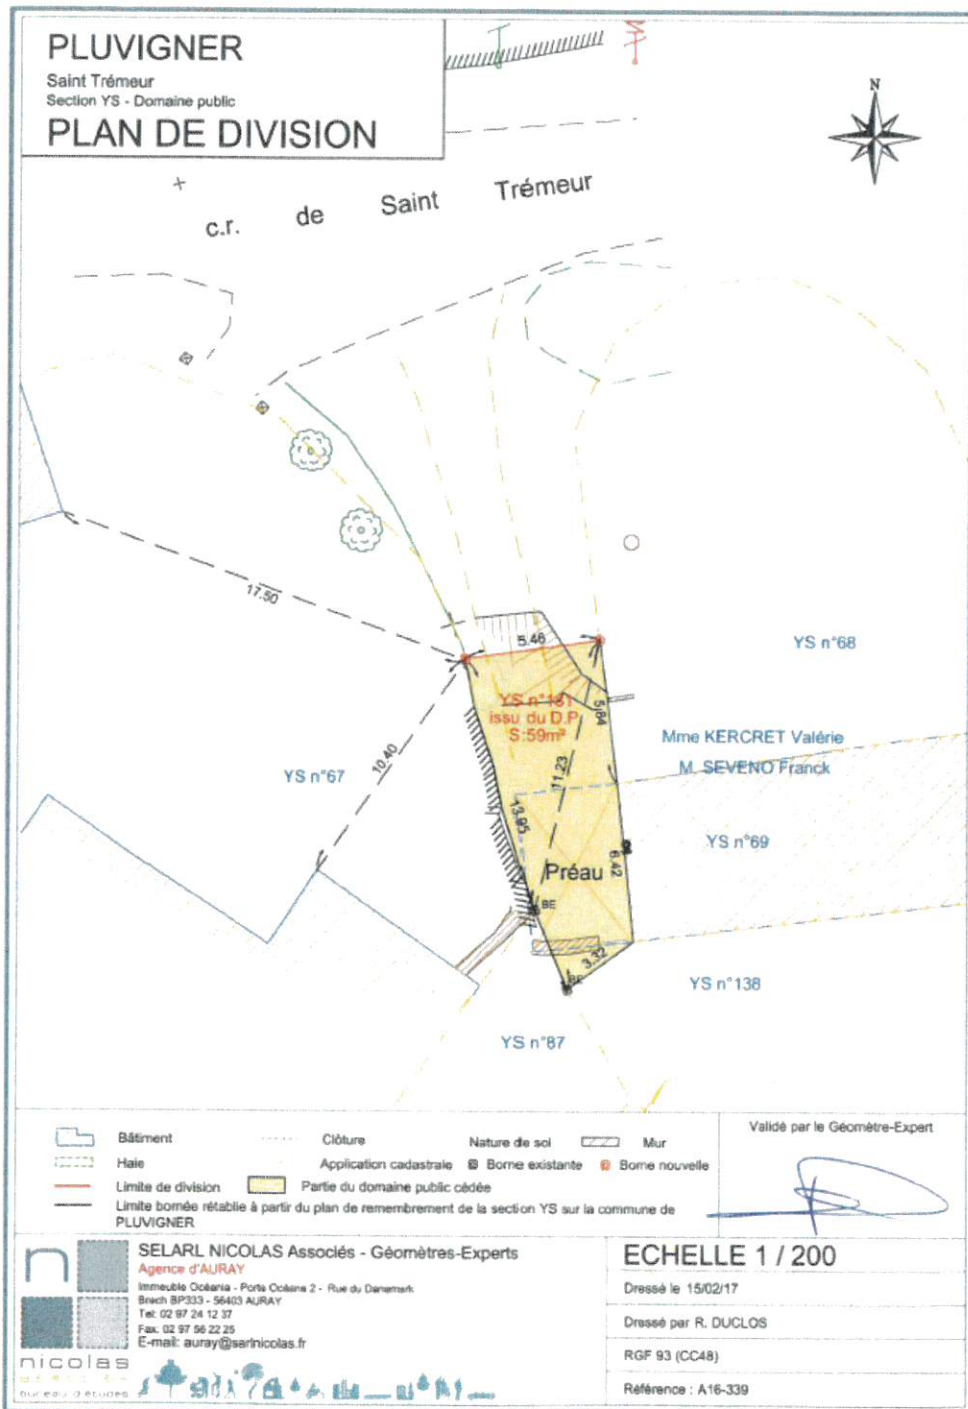 PLUVIGNER
Saint Trémeur
Section YS - Domaine public
PLAN DE DIVISION
N
c.r. de Saint Trémeur
17.50
5.46
YS n°68
YS n°181
issu du D.P
S:59m²
5.84
Mme KERCRET Valérie
M. SEVENO Franck
10.40
YS n°67
11.23
13.95
YS n°69
6.42
Préau
BE
3.32
BE
YS n°138
YS n°87
Bâtiment
Clôture
Nature de sol
Mur
Validé par le Géomètre-Expert
Haie
Application cadastrale
Borne existante
Borne nouvelle
Limite de division
Partie du domaine public cédée
Limite bornée rétablie à partir du plan de remembrement de la section YS sur la commune de
PLUVIGNER
n
SELARL NICOLAS Associés - Géomètres-Experts
Agence d'AURAY
Immeuble Océania - Porte Océane 2 - Rue du Danemark
Brech BP333 - 56403 AURAY
Tel: 02 97 24 12 37
Fax: 02 97 56 22 25
E-mail: auray@sarlnicolas.fr
nicolas
bureau d'études
ECHELLE 1 / 200
Dressé le 15/02/17
Dressé par R. DUCLOS
RGF 93 (CC48)
Référence : A16-339